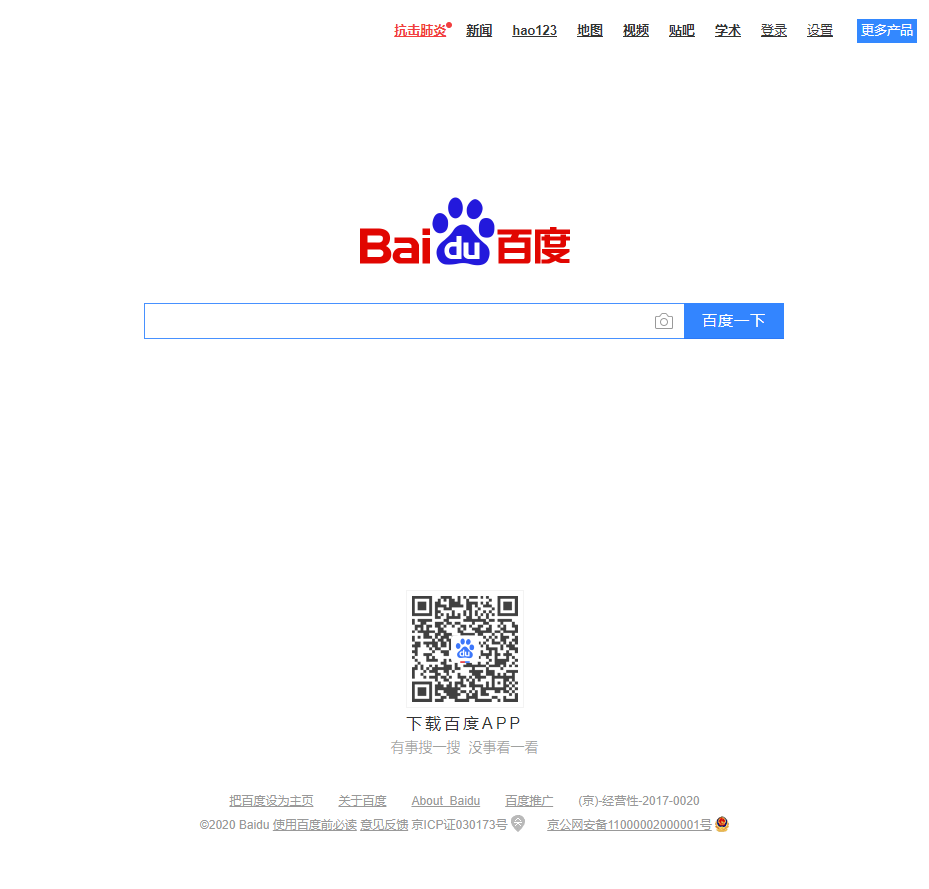 抗击肺炎 新闻 hao123 地图 视频 贴吧 学术 登录 设置 更多产品
Bai du 百度
百度一下
du
下载百度APP
有事搜一搜 没事看一看
把百度设为主页 关于百度 About Baidu 百度推广 (京)-经营性-2017-0020
©2020 Baidu 使用百度前必读 意见反馈 京ICP证030173号 京公网安备11000002000001号